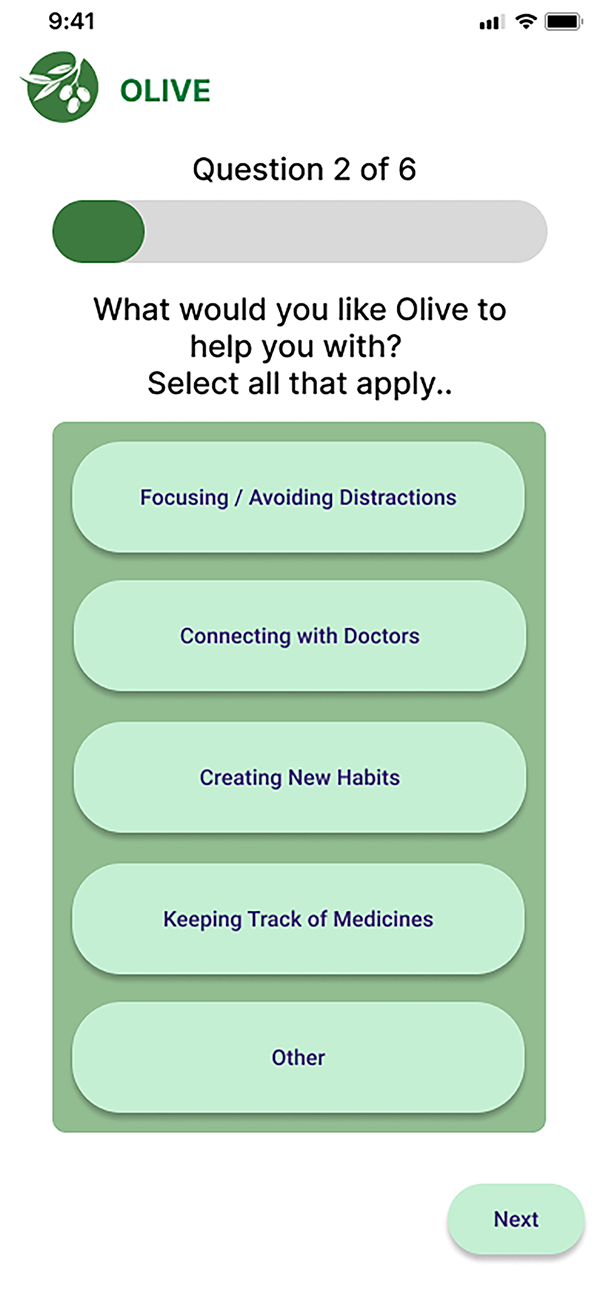 9:41
OLIVE
Question 2 of 6
What would you like Olive to
help you with?
Select all that apply..
Focusing / Avoiding Distractions
Connecting with Doctors
Creating New Habits
Keeping Track of Medicines
Other
Next